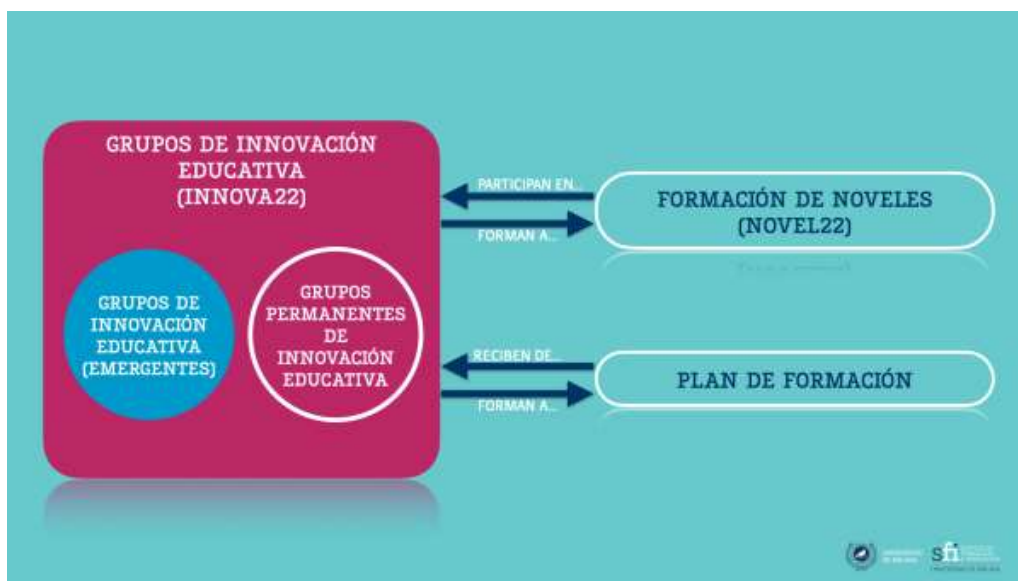 GRUPOS DE INNOVACIÓN
EDUCATIVA
(INNOVA22)
GRUPOS DE
INNOVACIÓN
EDUCATIVA
(EMERGENTES)
GRUPOS
PERMANENTES
DE
INNOVACIÓN
EDUCATIVA
PARTICIPAN EN...
FORMAN A...
FORMACIÓN DE NOVELES
(NOVEL22)
RECIBEN DE...
FORMAN A...
PLAN DE FORMACIÓN
sfi